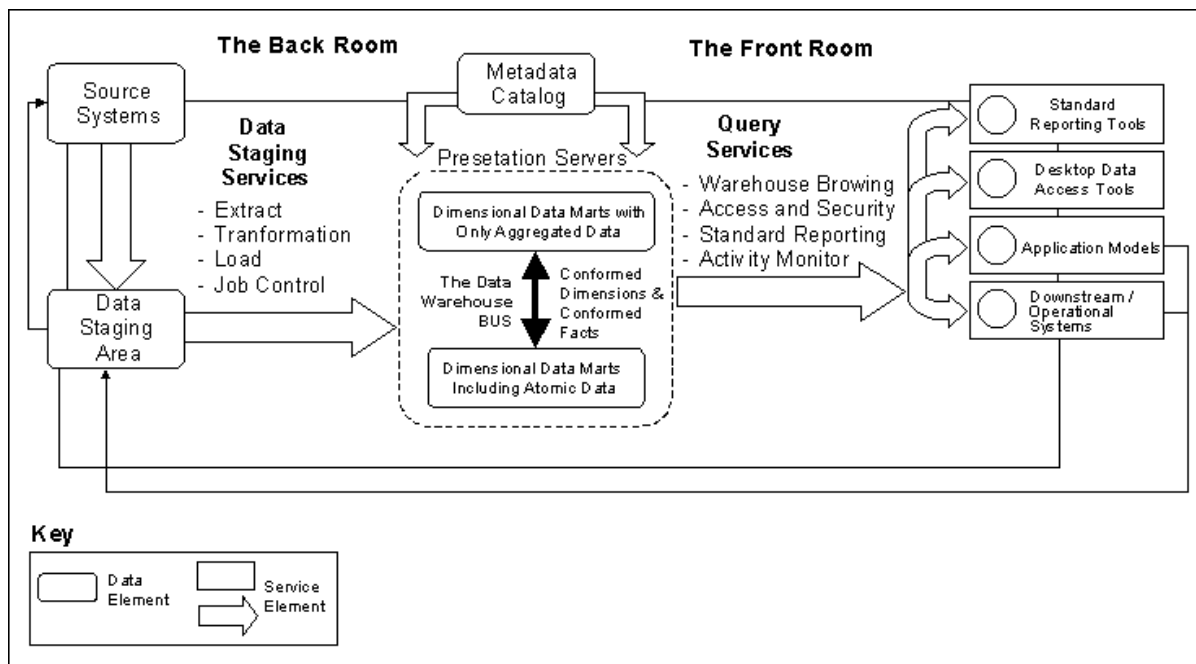 The Back Room
The Front Room
Source
Systems
Metadata
Catalog
Data
Staging
Services
- Extract
- Tranformation
- Load
- Job Control
Data
Staging
Area
Presetation Servers
Dimensional Data Marts with
Only Aggregated Data
The Data
Warehouse
BUS
Conformed
Dimensions &
Conformed
Facts
Dimensional Data Marts
Including Atomic Data
Query
Services
- Warehouse Browing
- Access and Security
- Standard Reporting
- Activity Monitor
Standard
Reporting Tools
Desktop Data
Access Tools
Application Models
Downstream /
Operational
Systems
Key
Data
Element
Service
Element